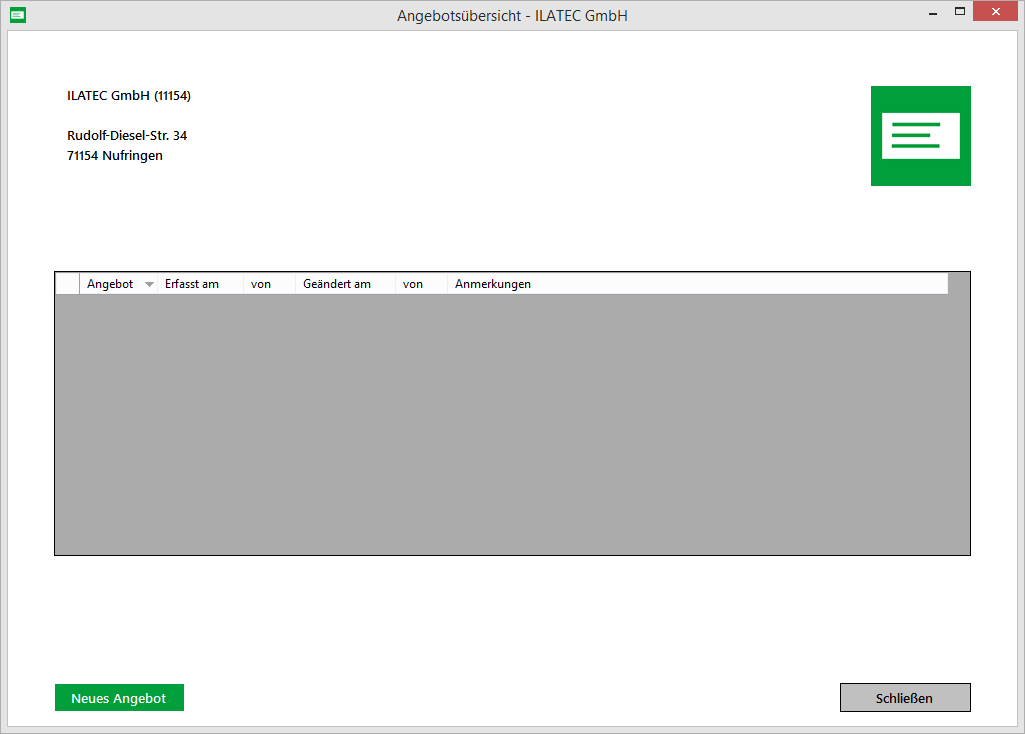 Angebotsübersicht - ILATEC GmbH
ILATEC GmbH (11154)
Rudolf-Diesel-Str. 34
71154 Nufringen
Angebot Erfasst am von Geändert am von Anmerkungen
Neues Angebot Schließen